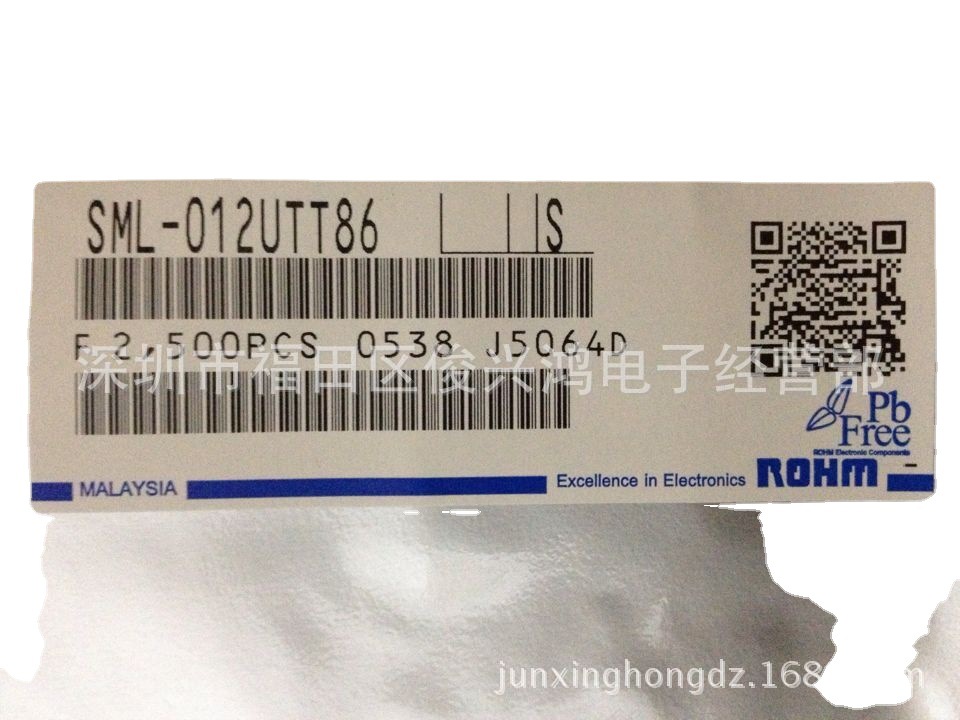 SML-012UTT86 S
E 2 500PCS 0538 J5064D
深圳市福田区俊兴鸿电子经营部
Pb
Free
ROHM Electronic Components
MALAYSIA
Excellence in Electronics
ROHM
junxinghongdz.168